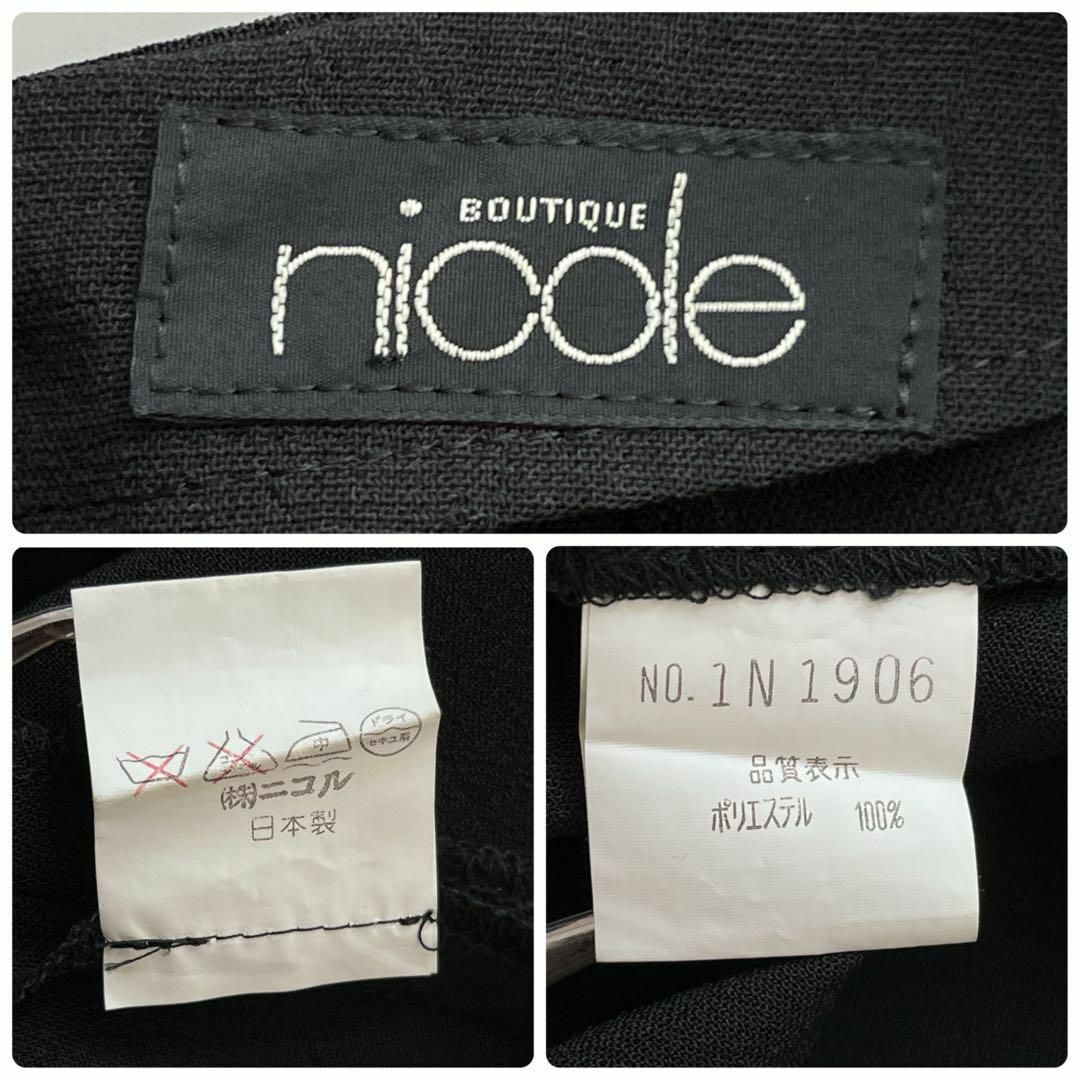 BOUTIQUE
nicole
中
ドライ
セキユ系
(株)ニコル
日本製
NO. 1N1906
品質表示
ポリエステル 100%